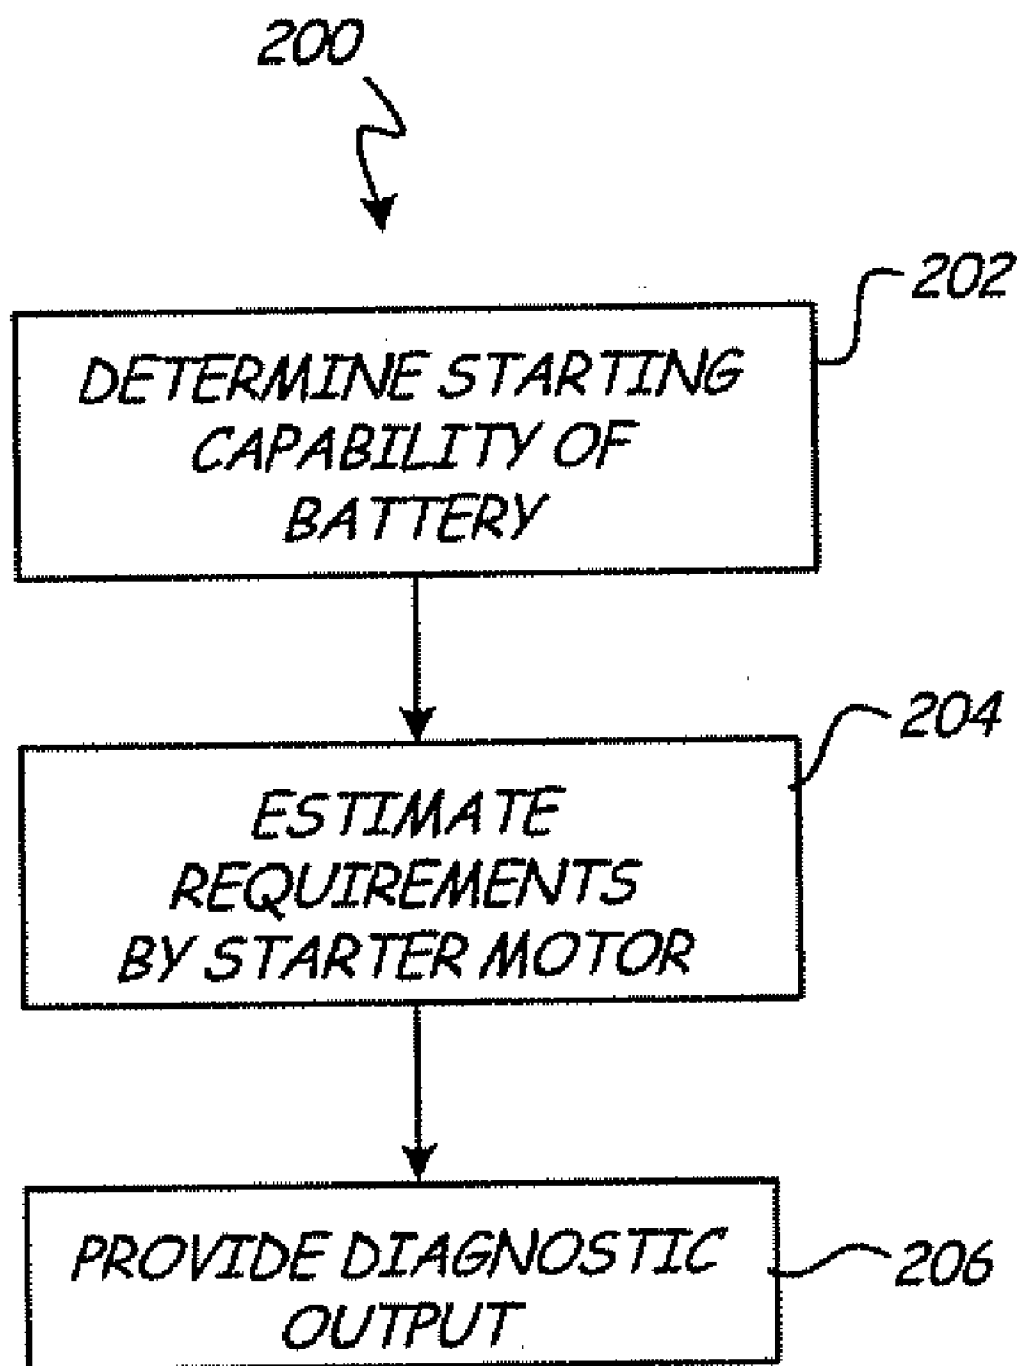 200
202
DETERMINE STARTING
CAPABILITY OF
BATTERY
204
ESTIMATE
REQUIREMENTS
BY STARTER MOTOR
206
PROVIDE DIAGNOSTIC
OUTPUT